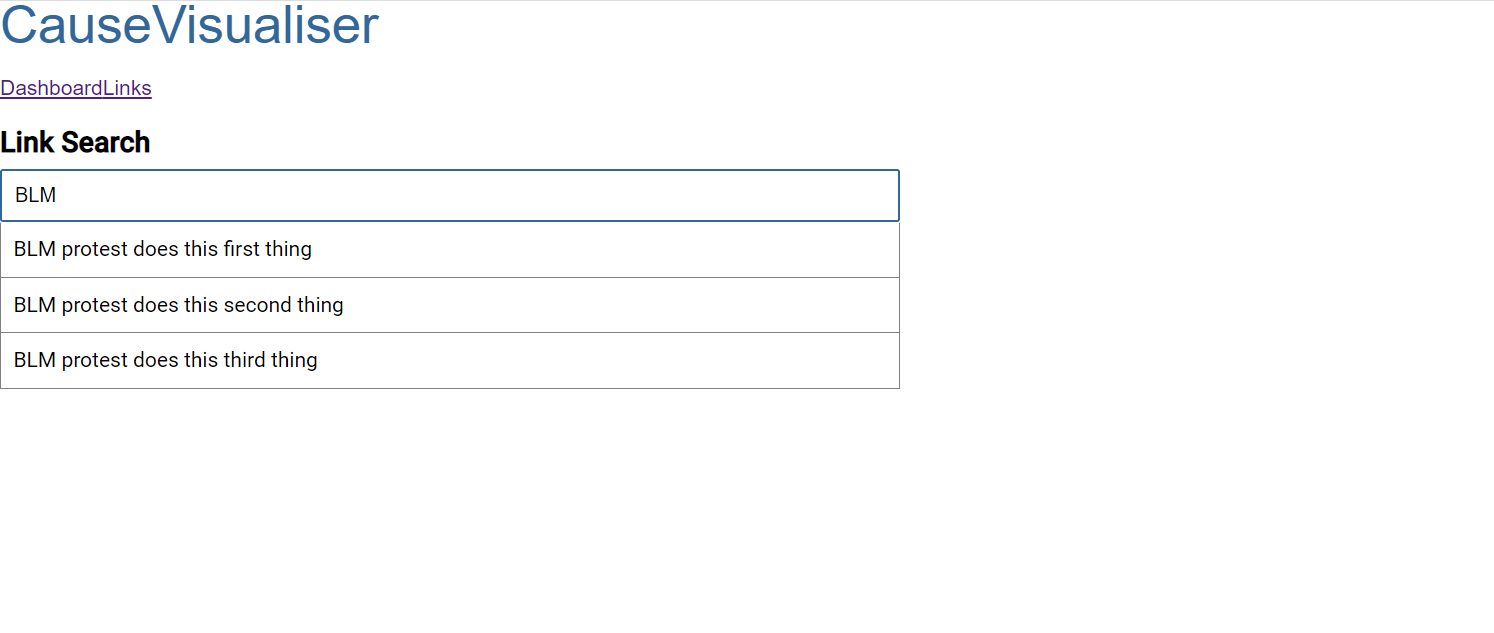 CauseVisualiser
DashboardLinks
Link Search
BLM
BLM protest does this first thing
BLM protest does this second thing
BLM protest does this third thing